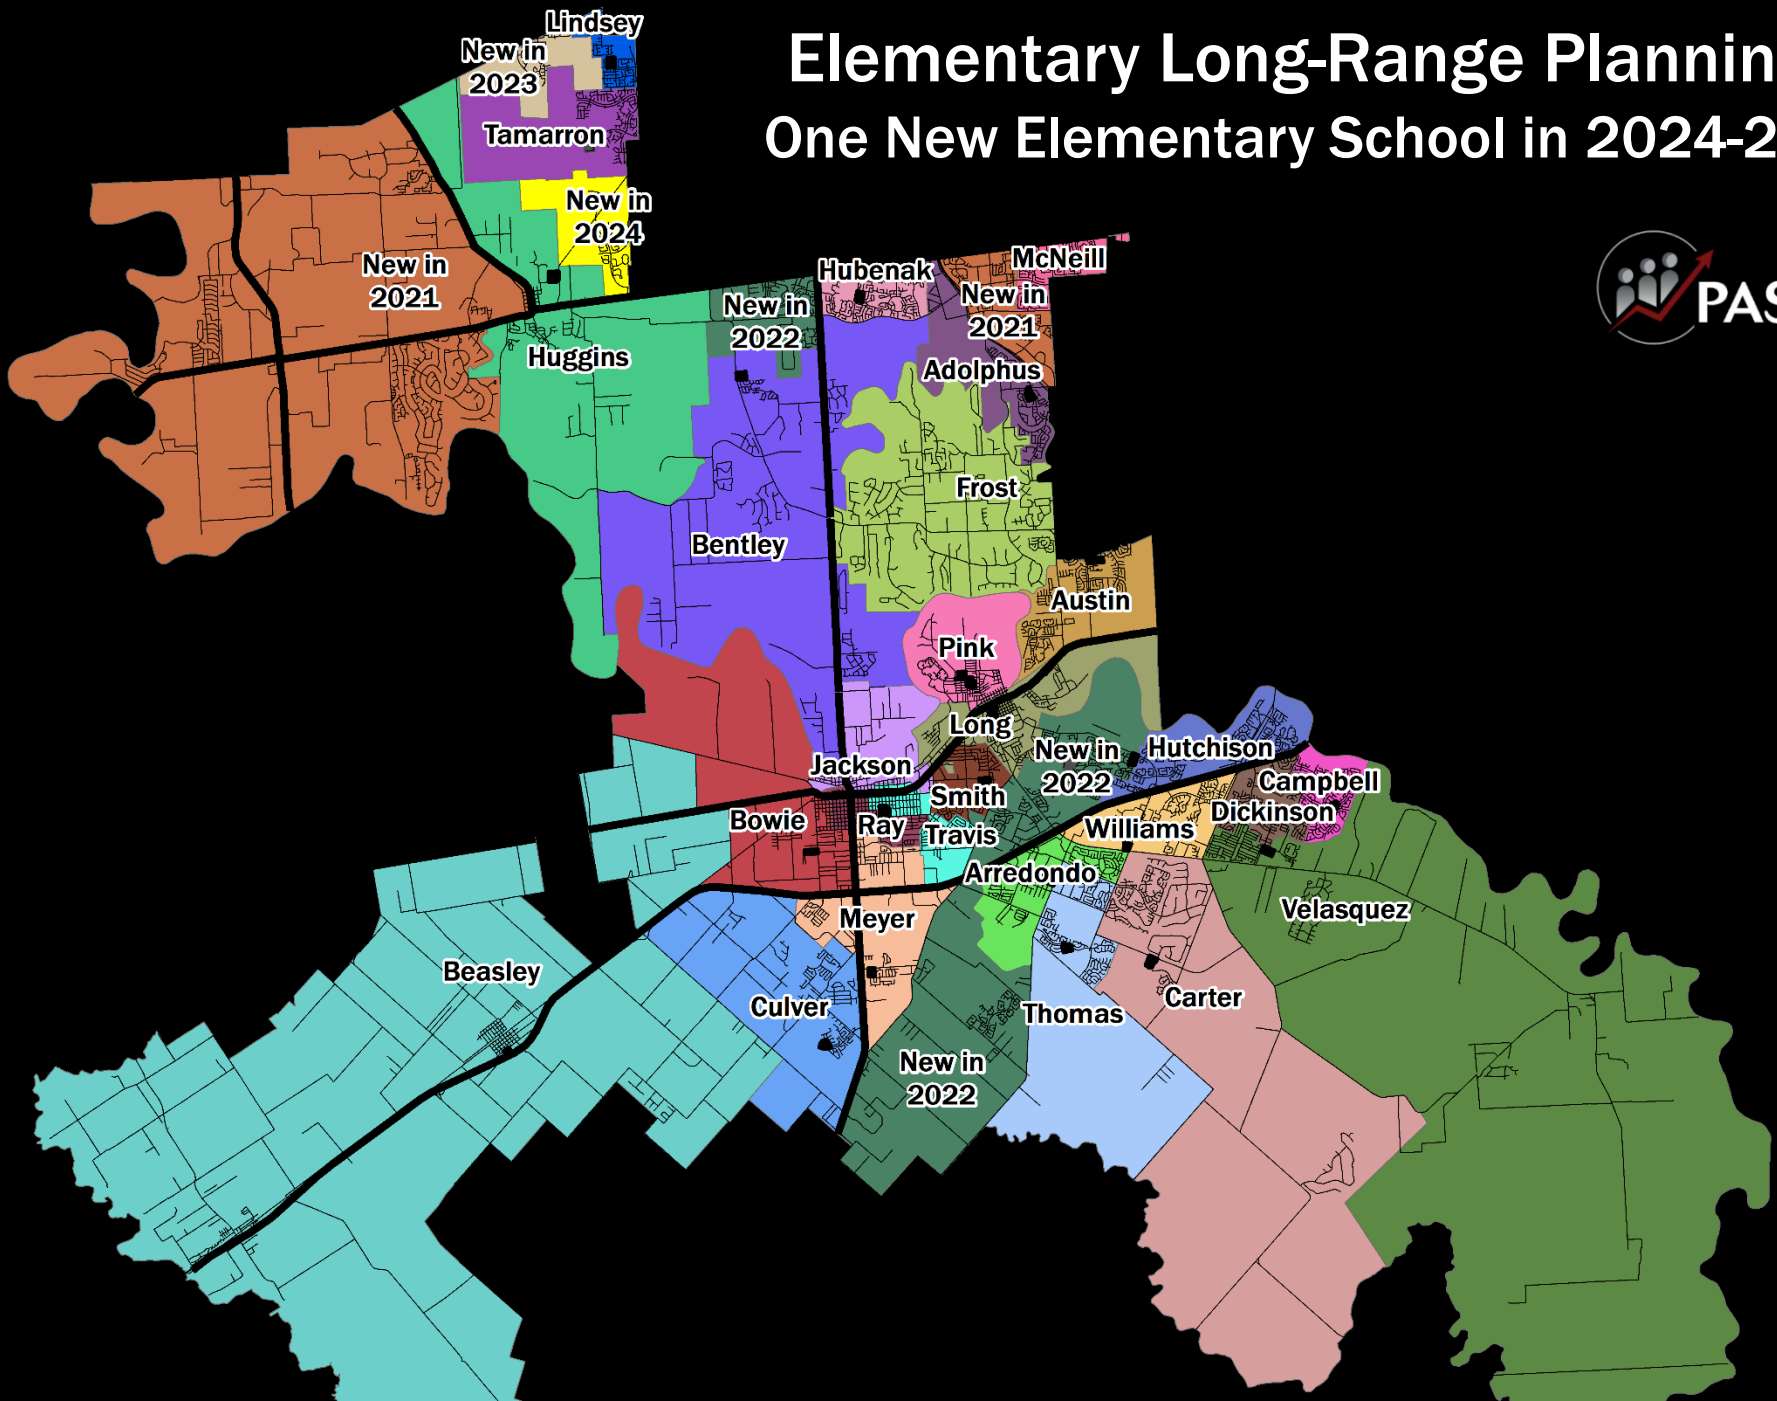 Elementary Long-Range Plannin
One New Elementary School in 2024-2
PAS
Lindsey
New in
2023
Tamarron
New in
2024
New in
2021
Huggins
New in
2022
Hubenak
McNeill
New in
2021
Adolphus
Frost
Bentley
Austin
Pink
Long
New in
2022
Hutchison
Jackson
Campbell
Smith
Dickinson
Bowie
Ray
Travis
Williams
Arredondo
Meyer
Velasquez
Beasley
Culver
Thomas
Carter
New in
2022